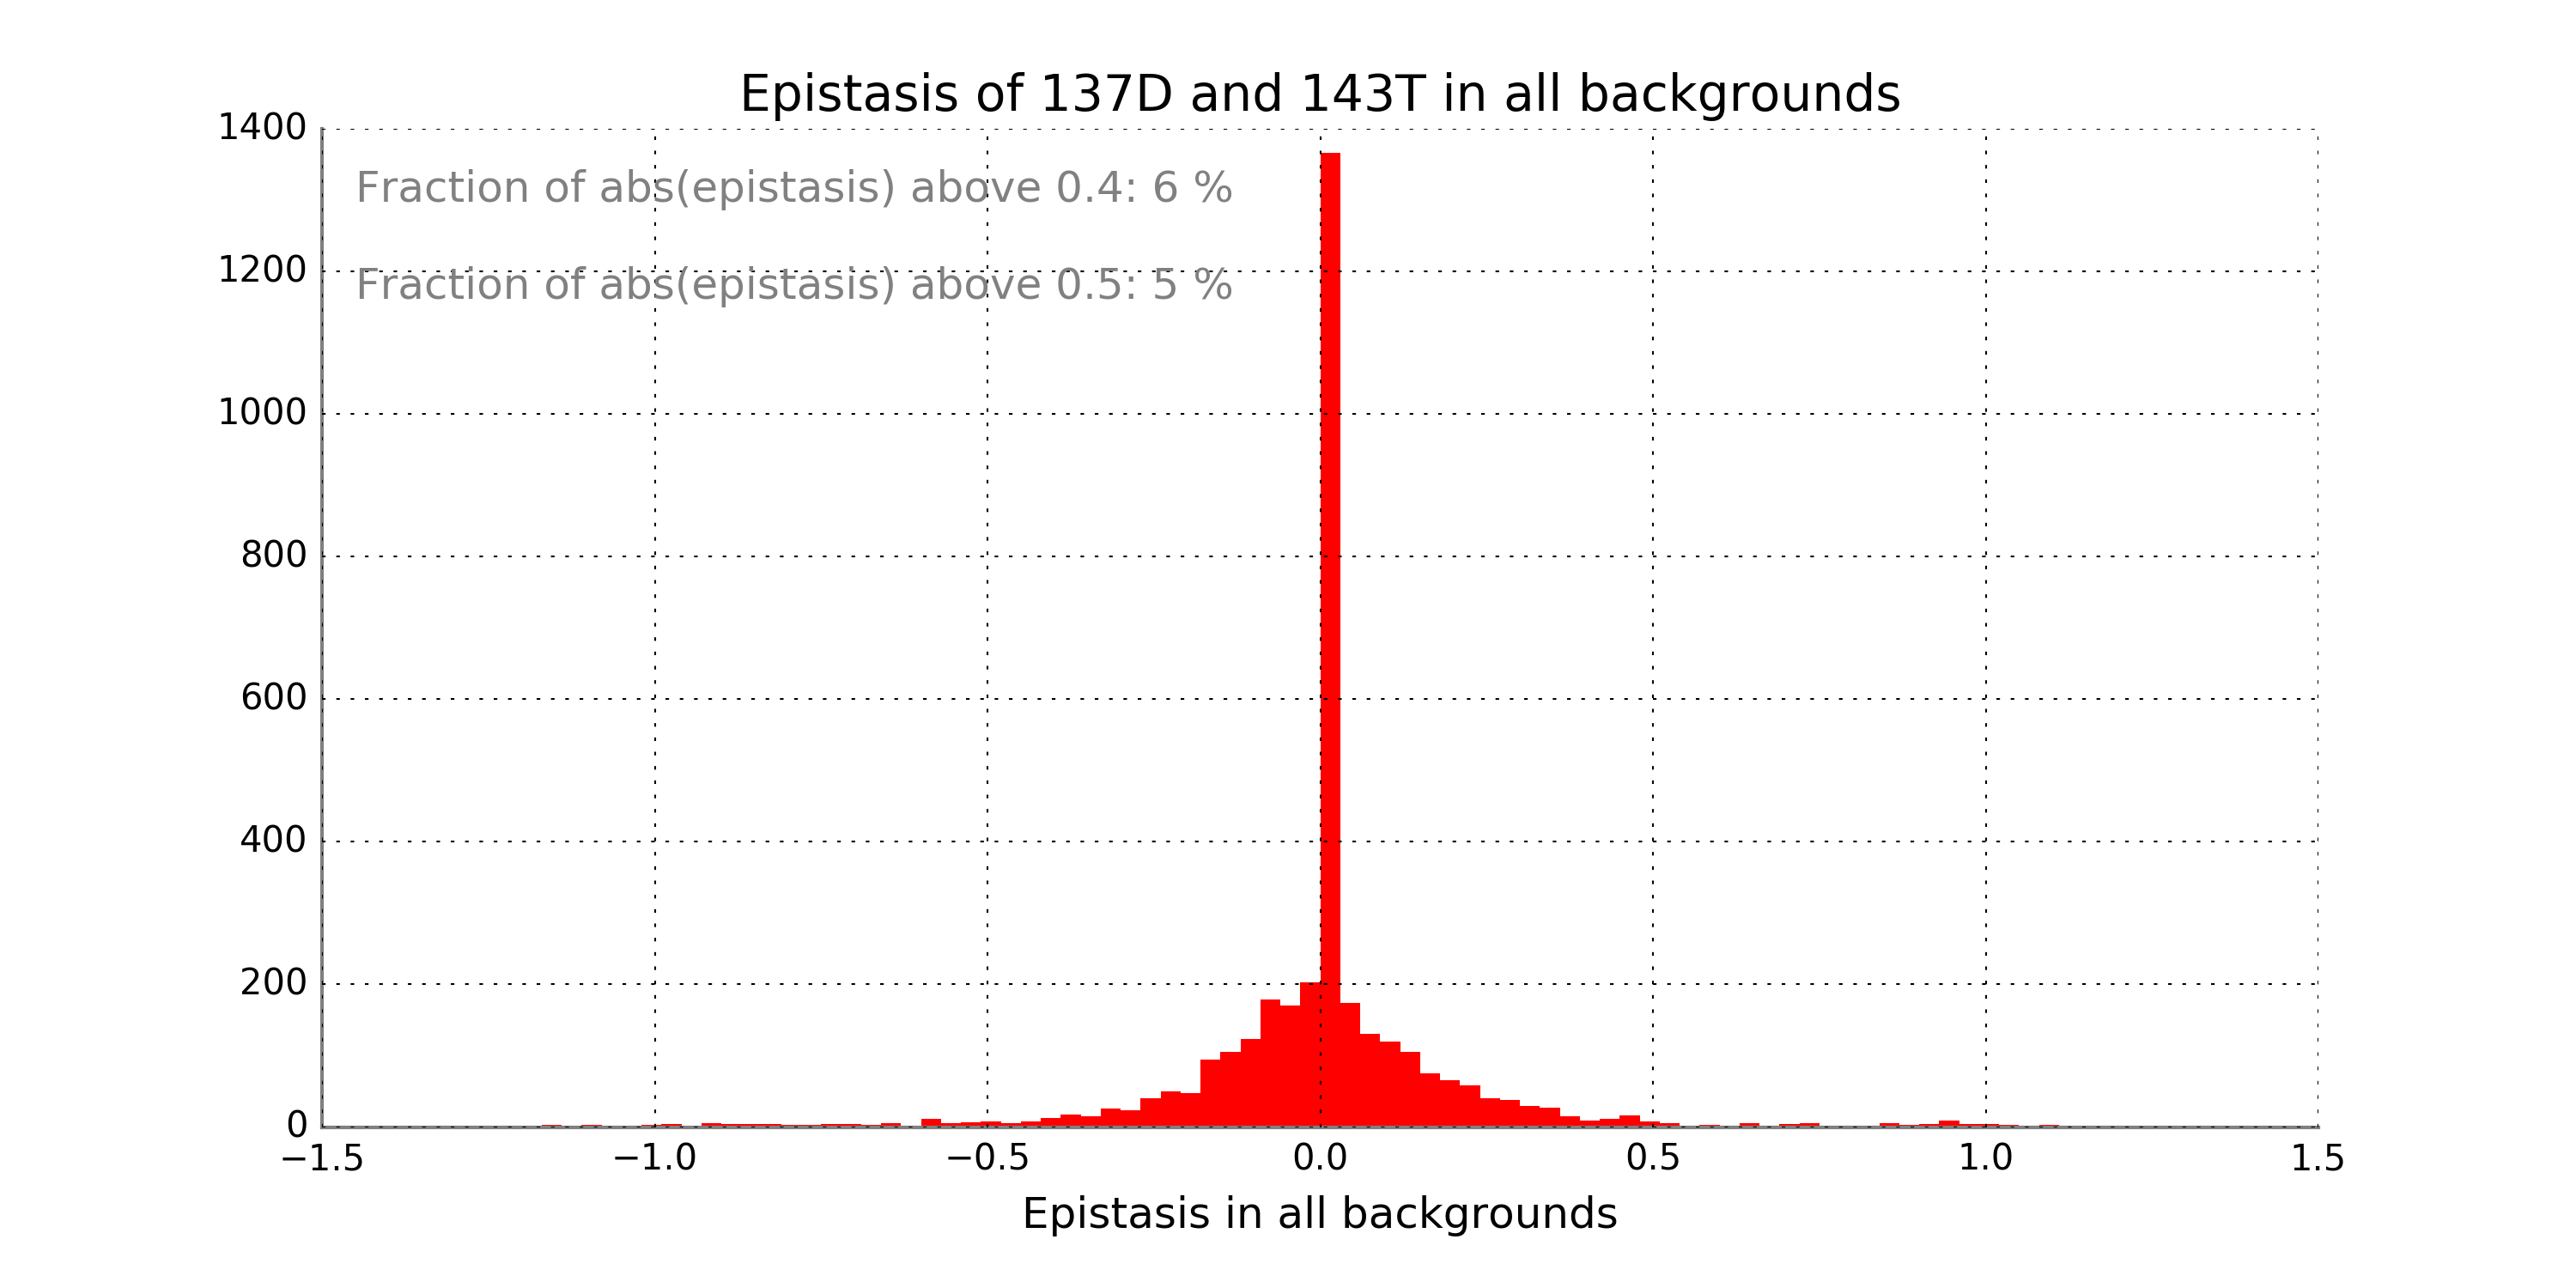 Epistasis of 137D and 143T in all backgrounds
1400
Fraction of abs(epistasis) above 0.4: 6 %
1200
Fraction of abs(epistasis) above 0.5: 5 %
1000
800
600
400
200
0
−1.5 −1.0 −0.5 0.0 0.5 1.0 1.5
Epistasis in all backgrounds